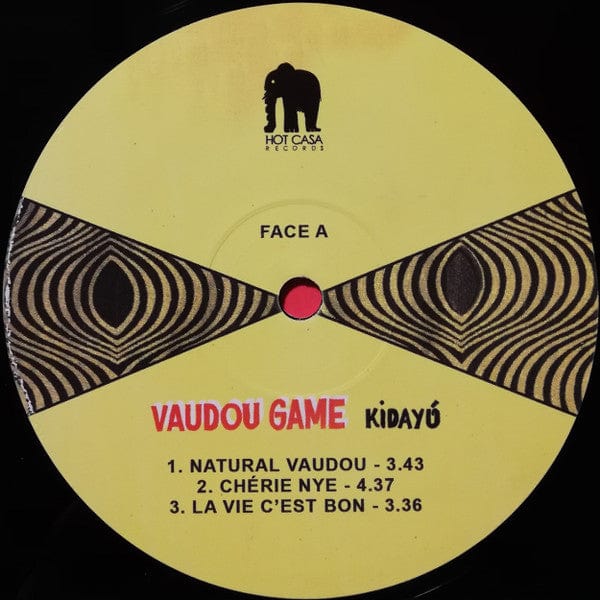 HOT CASA
RECORDS
FACE A
VAUDOU GAME KiDAYÚ
1. NATURAL VAUDOU - 3.43
2. CHÉRIE NYE - 4.37
3. LA VIE C'EST BON - 3.36